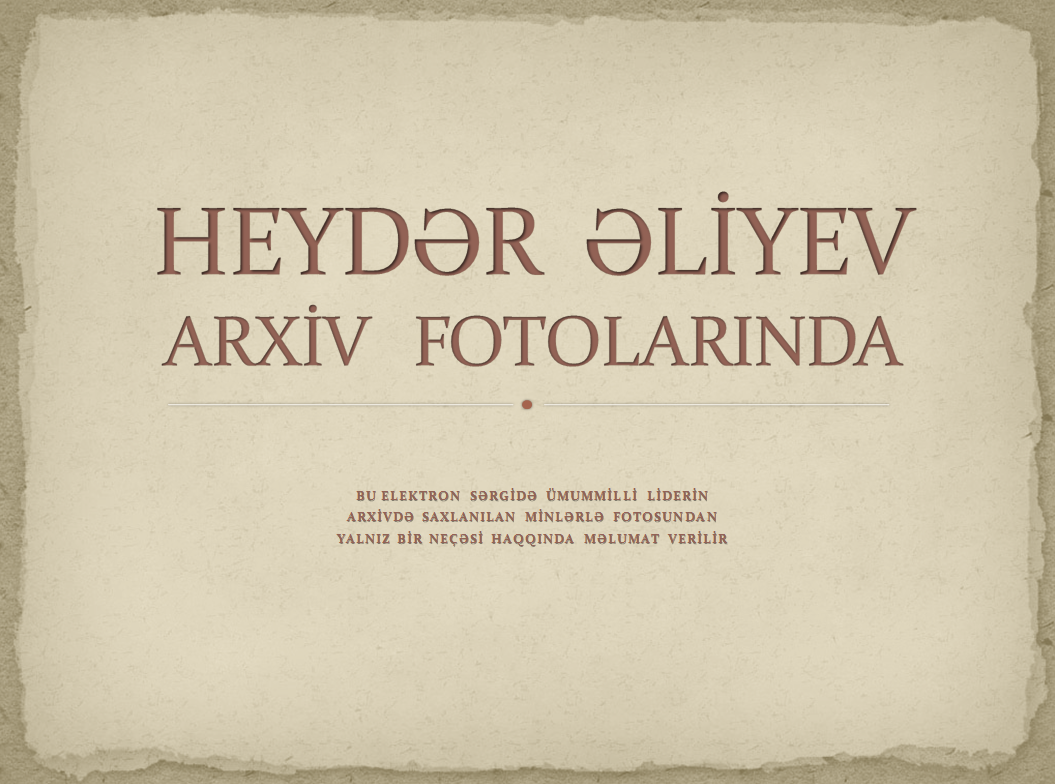 HEYDƏR ƏLİYEV
ARXİV FOTOLARINDA
BU ELEKTRON SƏRGİDƏ ÜMUMMİLLİ LİDERİN
ARXİVDƏ SAXLANILAN MİNLƏRLƏ FOTOSUNDAN
YALNIZ BİR NEÇƏSİ HAQQINDA MƏLUMAT VERİLİR